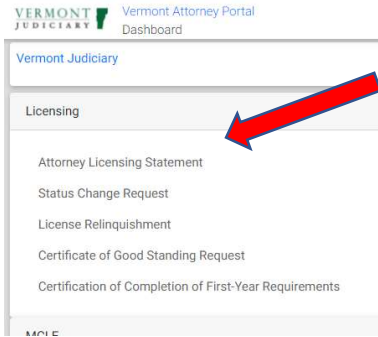 VERMONT
JUDICIARY
Vermont Attorney Portal
Dashboard
Vermont Judiciary
Licensing
Attorney Licensing Statement
Status Change Request
License Relinquishment
Certificate of Good Standing Request
Certification of Completion of First-Year Requirements
MCLE